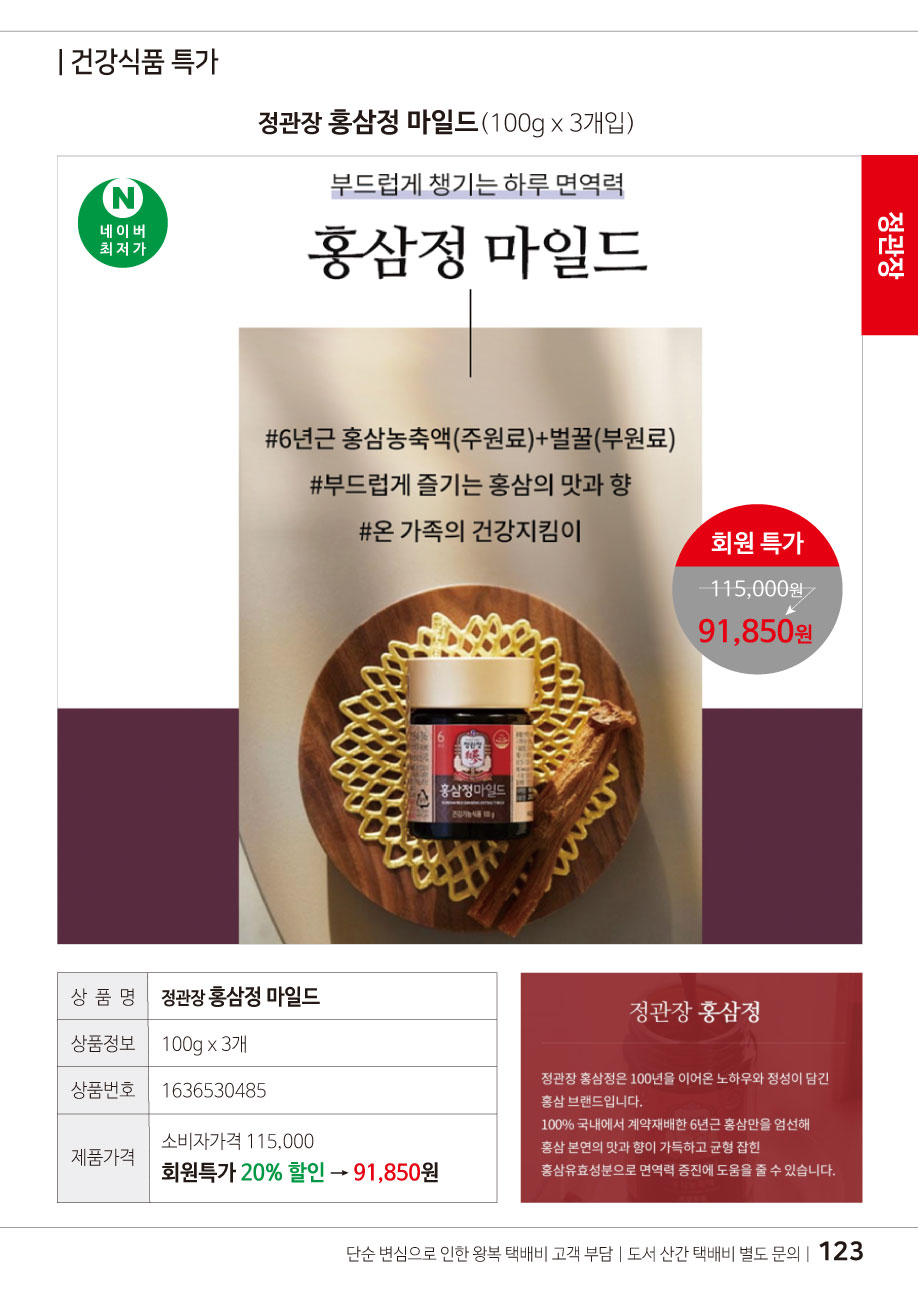 | 건강식품 특가
정관장 홍삼정 마일드(100g x 3개입)
부드럽게 챙기는 하루 면역력
N
네이버
최저가
홍삼정 마일드
정관장
#6년근 홍삼농축액(주원료)+벌꿀(부원료)
#부드럽게 즐기는 홍삼의 맛과 향
#온 가족의 건강지킴이
회원 특가
115,000원
91,850원
6
정관장
홍삼정마일드
건강기능식품 100 g
상 품 명 정관장 홍삼정 마일드
상품정보 100g x 3개
상품번호 1636530485
제품가격 소비자가격 115,000
회원특가 20% 할인 → 91,850원
정관장 홍삼정
정관장 홍삼정은 100년을 이어온 노하우와 정성이 담긴
홍삼 브랜드입니다.
100% 국내에서 계약재배한 6년근 홍삼만을 엄선해
홍삼 본연의 맛과 향이 가득하고 균형 잡힌
홍삼유효성분으로 면역력 증진에 도움을 줄 수 있습니다.
단순 변심으로 인한 왕복 택배비 고객 부담 | 도서 산간 택배비 별도 문의 | 123